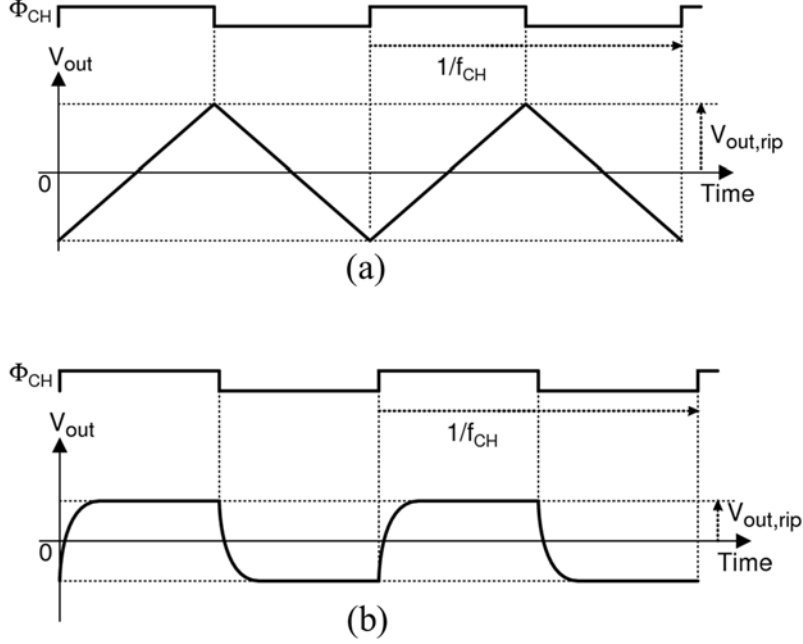 Φ_CH
V_out
1/f_CH
V_out,rip
0
Time
(a)
Φ_CH
V_out
1/f_CH
V_out,rip
0
Time
(b)